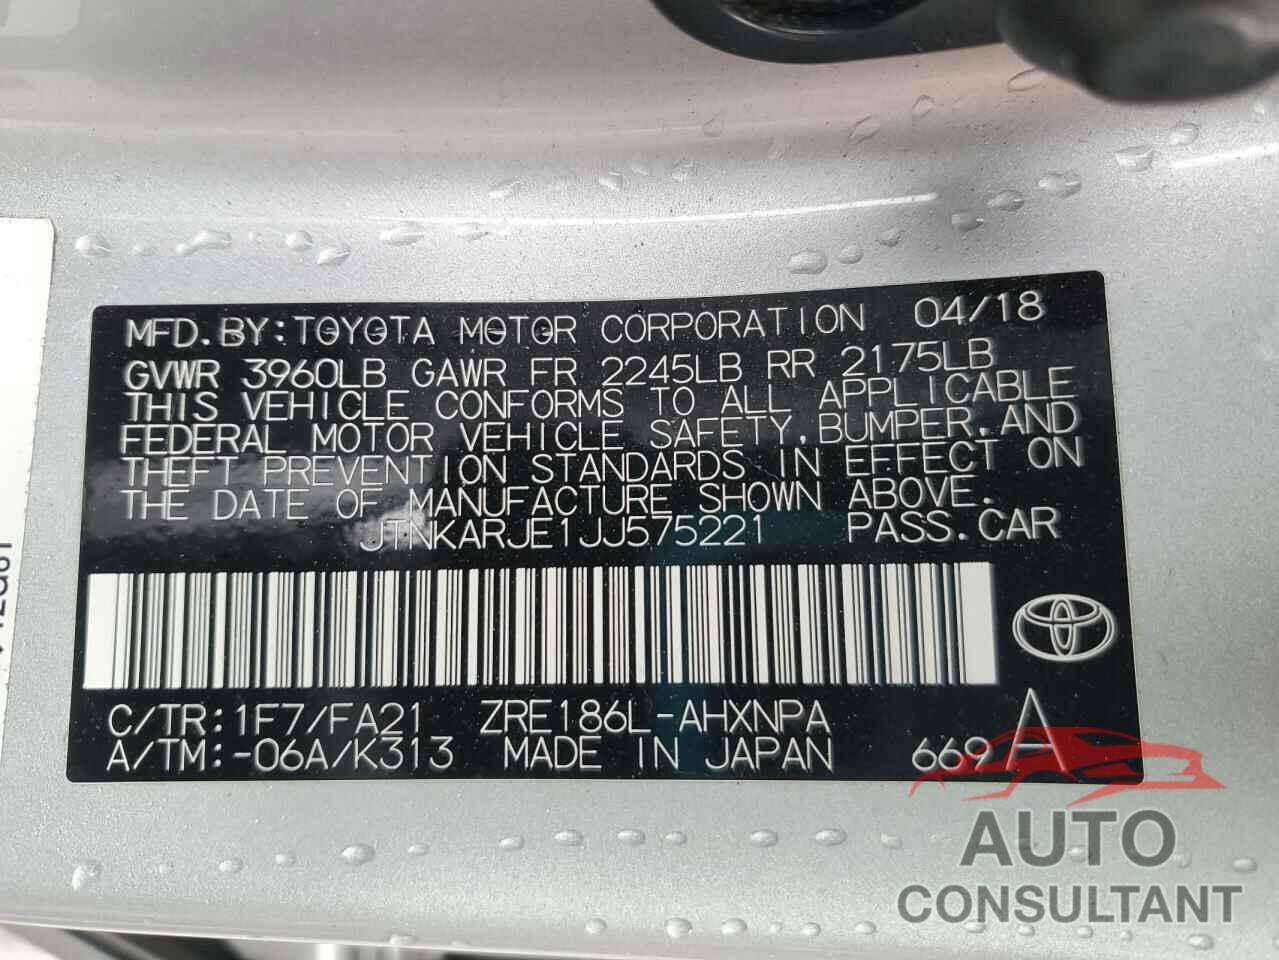 MFD.BY:TOYOTA MOTOR CORPORATION 04/18
GVWR 3960LB GAWR FR 2245LB RR 2175LB
THIS VEHICLE CONFORMS TO ALL APPLICABLE
FEDERAL MOTOR VEHICLE SAFETY,BUMPER,AND
THEFT PREVENTION STANDARDS IN EFFECT ON
THE DATE OF MANUFACTURE SHOWN ABOVE.
JTNKARJE1JJ575221 PASS.CAR
C/TR:1F7/FA21 ZRE186L-AHXNPA
A/TM:-06A/K313 MADE IN JAPAN 669 A
AUTO
CONSULTANT